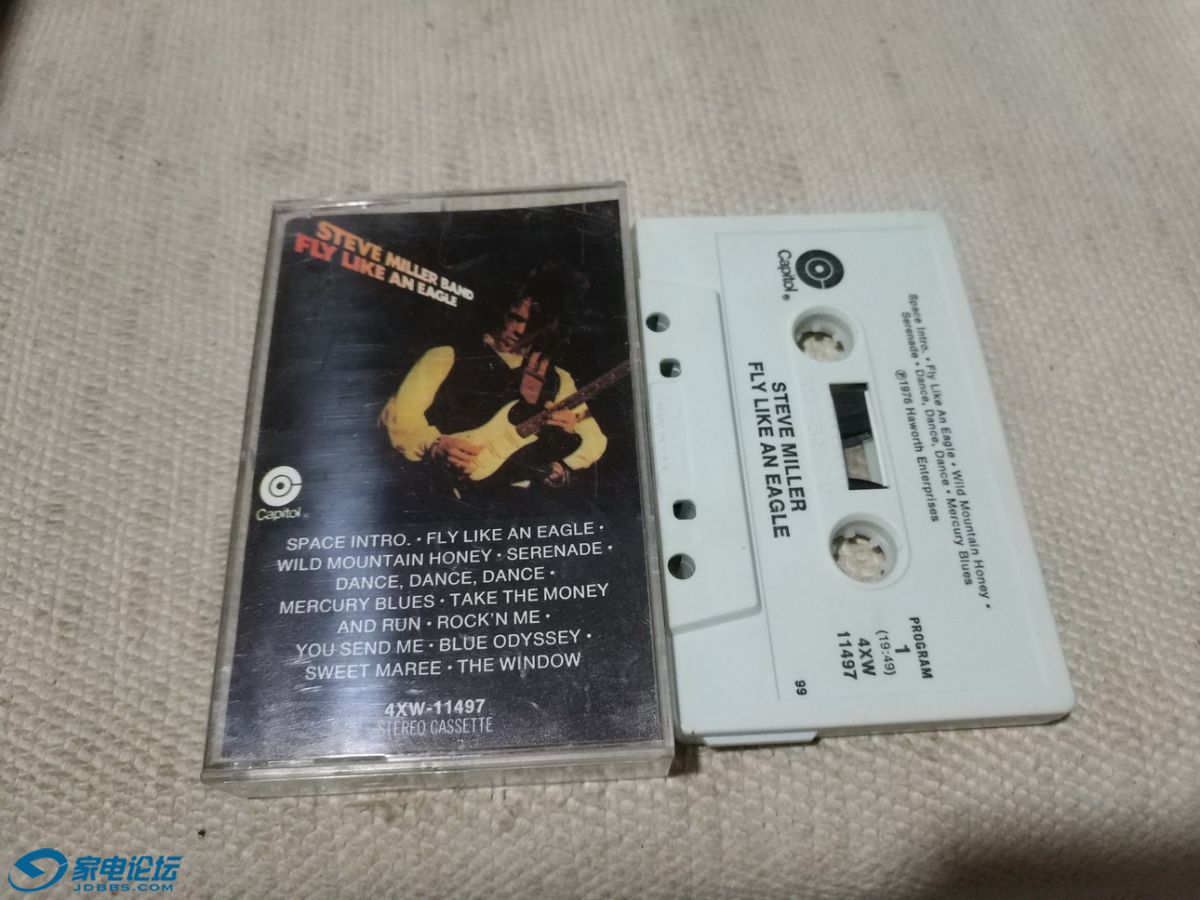 STEVE MILLER BAND
FLY LIKE AN EAGLE
Capitol
SPACE INTRO. • FLY LIKE AN EAGLE •
WILD MOUNTAIN HONEY • SERENADE •
DANCE, DANCE, DANCE •
MERCURY BLUES • TAKE THE MONEY
AND RUN • ROCK'N ME •
YOU SEND ME • BLUE ODYSSEY •
SWEET MAREE • THE WINDOW
4XW-11497
STEREO CASSETTE
Capitol®
Space Intro. • Fly Like An Eagle • Wild Mountain Honey •
Serenade • Dance, Dance, Dance • Mercury Blues
℗1976 Haworth Enterprises
STEVE MILLER
FLY LIKE AN EAGLE
PROGRAM
1
(19:49)
4XW
11497
99
家电论坛
JDBBS.COM